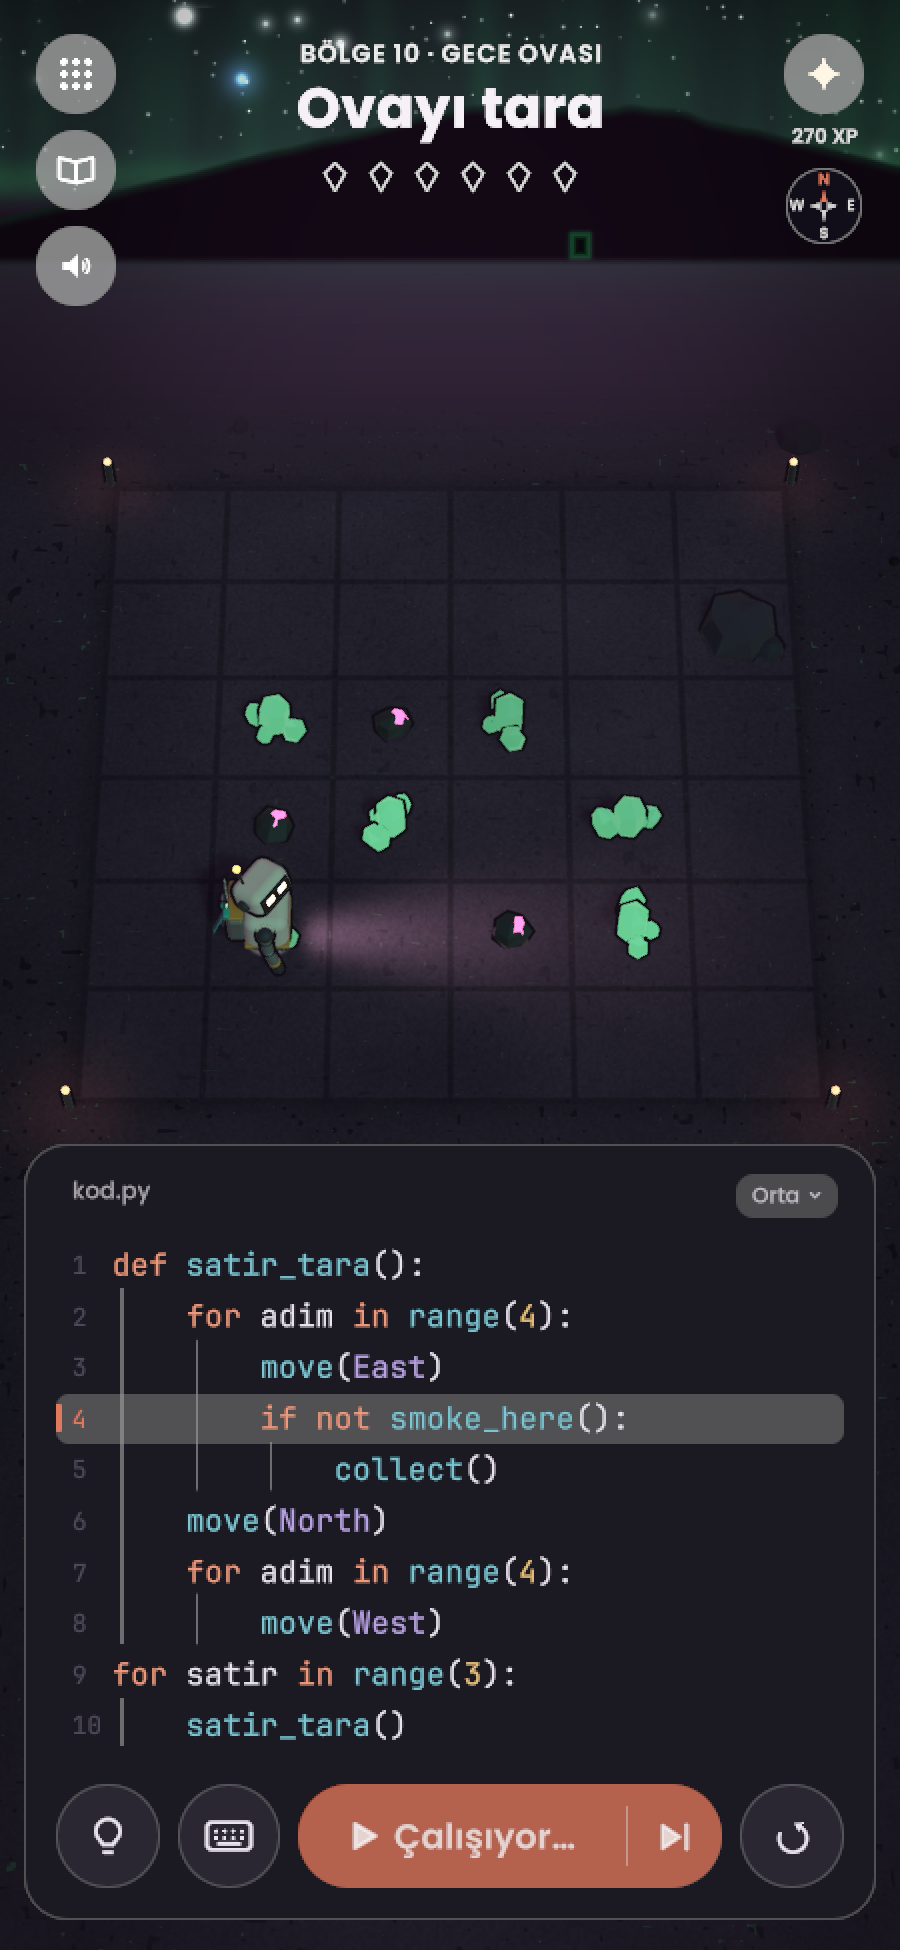 BÖLGE 10 · GECE OVASI
Ovayı tara
270 XP
N
W E
S
kod.py
Orta
1 def satir_tara():
2 for adim in range(4):
3 move(East)
4 if not smoke_here():
5 collect()
6 move(North)
7 for adim in range(4):
8 move(West)
9 for satir in range(3):
10 satir_tara()
Çalışıyor...